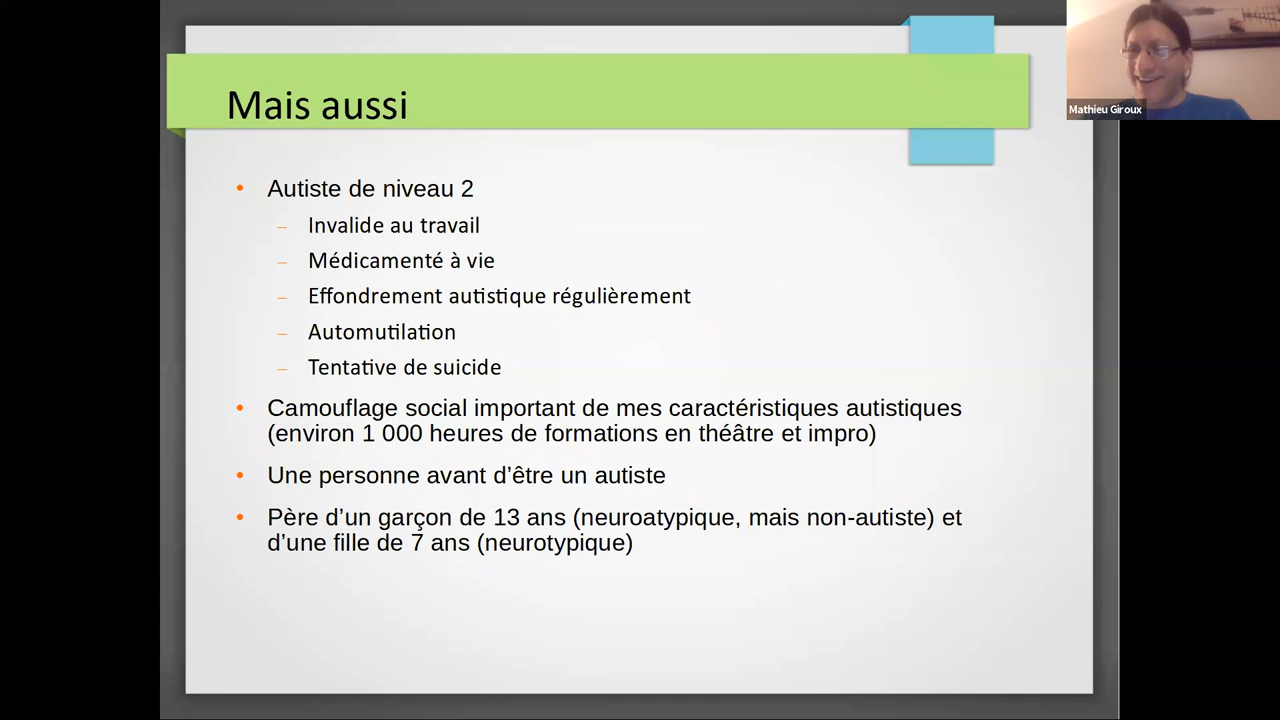 Mais aussi
Mathieu Giroux
• Autiste de niveau 2
– Invalide au travail
– Médicamenté à vie
– Effondrement autistique régulièrement
– Automutilation
– Tentative de suicide
• Camouflage social important de mes caractéristiques autistiques
(environ 1 000 heures de formations en théâtre et impro)
• Une personne avant d’être un autiste
• Père d’un garçon de 13 ans (neuroatypique, mais non-autiste) et
d’une fille de 7 ans (neurotypique)